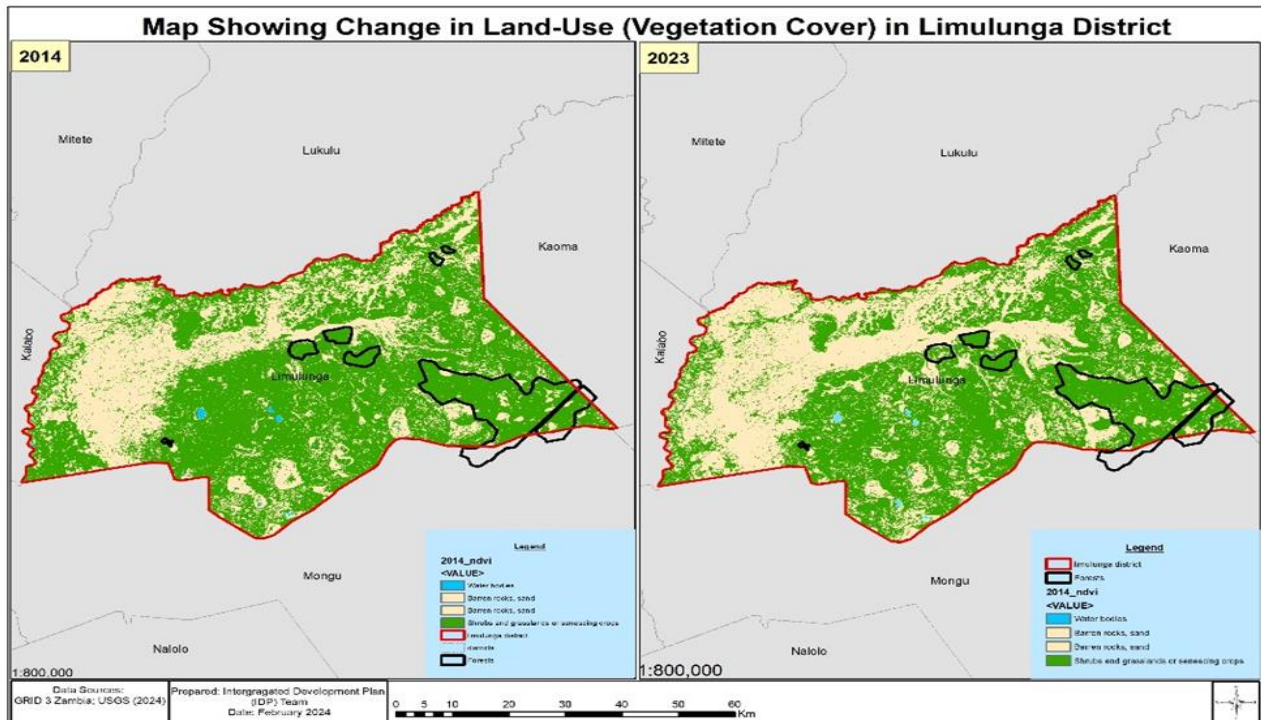 Map Showing Change in Land-Use (Vegetation Cover) in Limulunga District
2014
Mitete
Lukulu
Kaoma
Kalabo
Limulunga
Mongu
Nalolo
Legend
2014_ndvi
<VALUE>
Water bodies
Barren rocks, sand
Barren rocks, sand
Shrubs and grasslands or senescing crops
limulunga district
districts
Forests
1:800,000
2023
Mitete
Lukulu
Kaoma
Kalabo
Limulunga
Mongu
Nalolo
Legend
limulunga district
Forests
2014_ndvi
<VALUE>
Water bodies
Barren rocks, sand
Barren rocks, sand
Shrubs and grasslands or senescing crops
1:800,000
Data Sources:
GRID 3 Zambia; USGS (2024)
Prepared: Intergragated Development Plan
(IDP) Team
Date: February 2024
0 5 10 20 30 40 50 60
Km